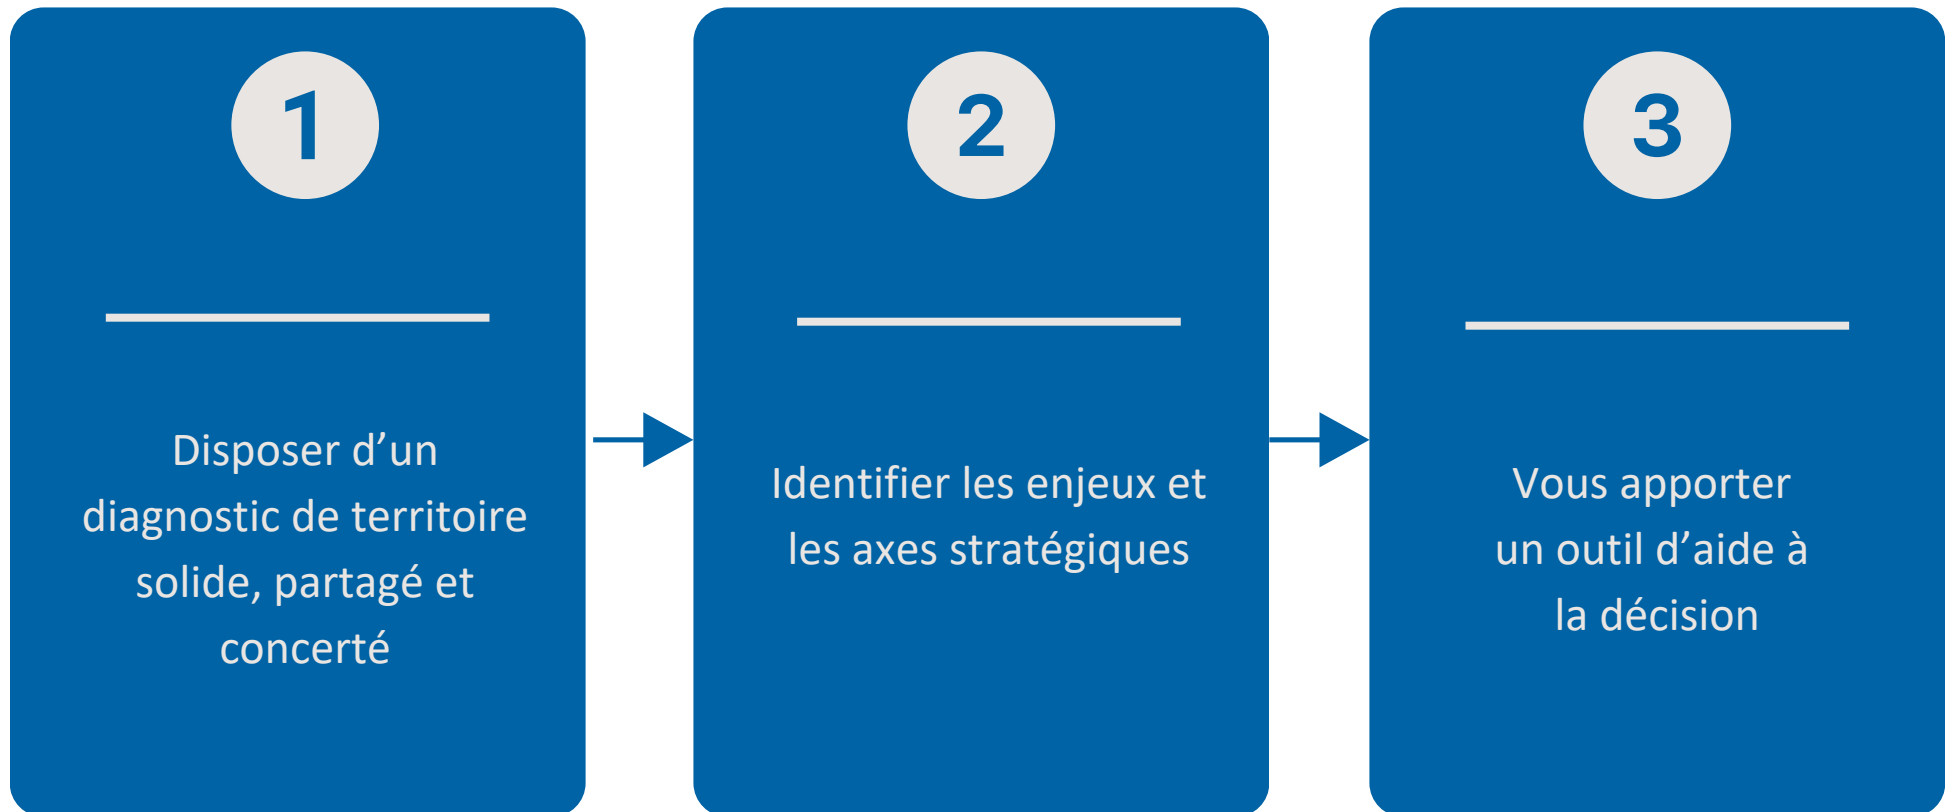 1
Disposer d’un
diagnostic de territoire
solide, partagé et
concerté
2
Identifier les enjeux et
les axes stratégiques
3
Vous apporter
un outil d’aide à
la décision